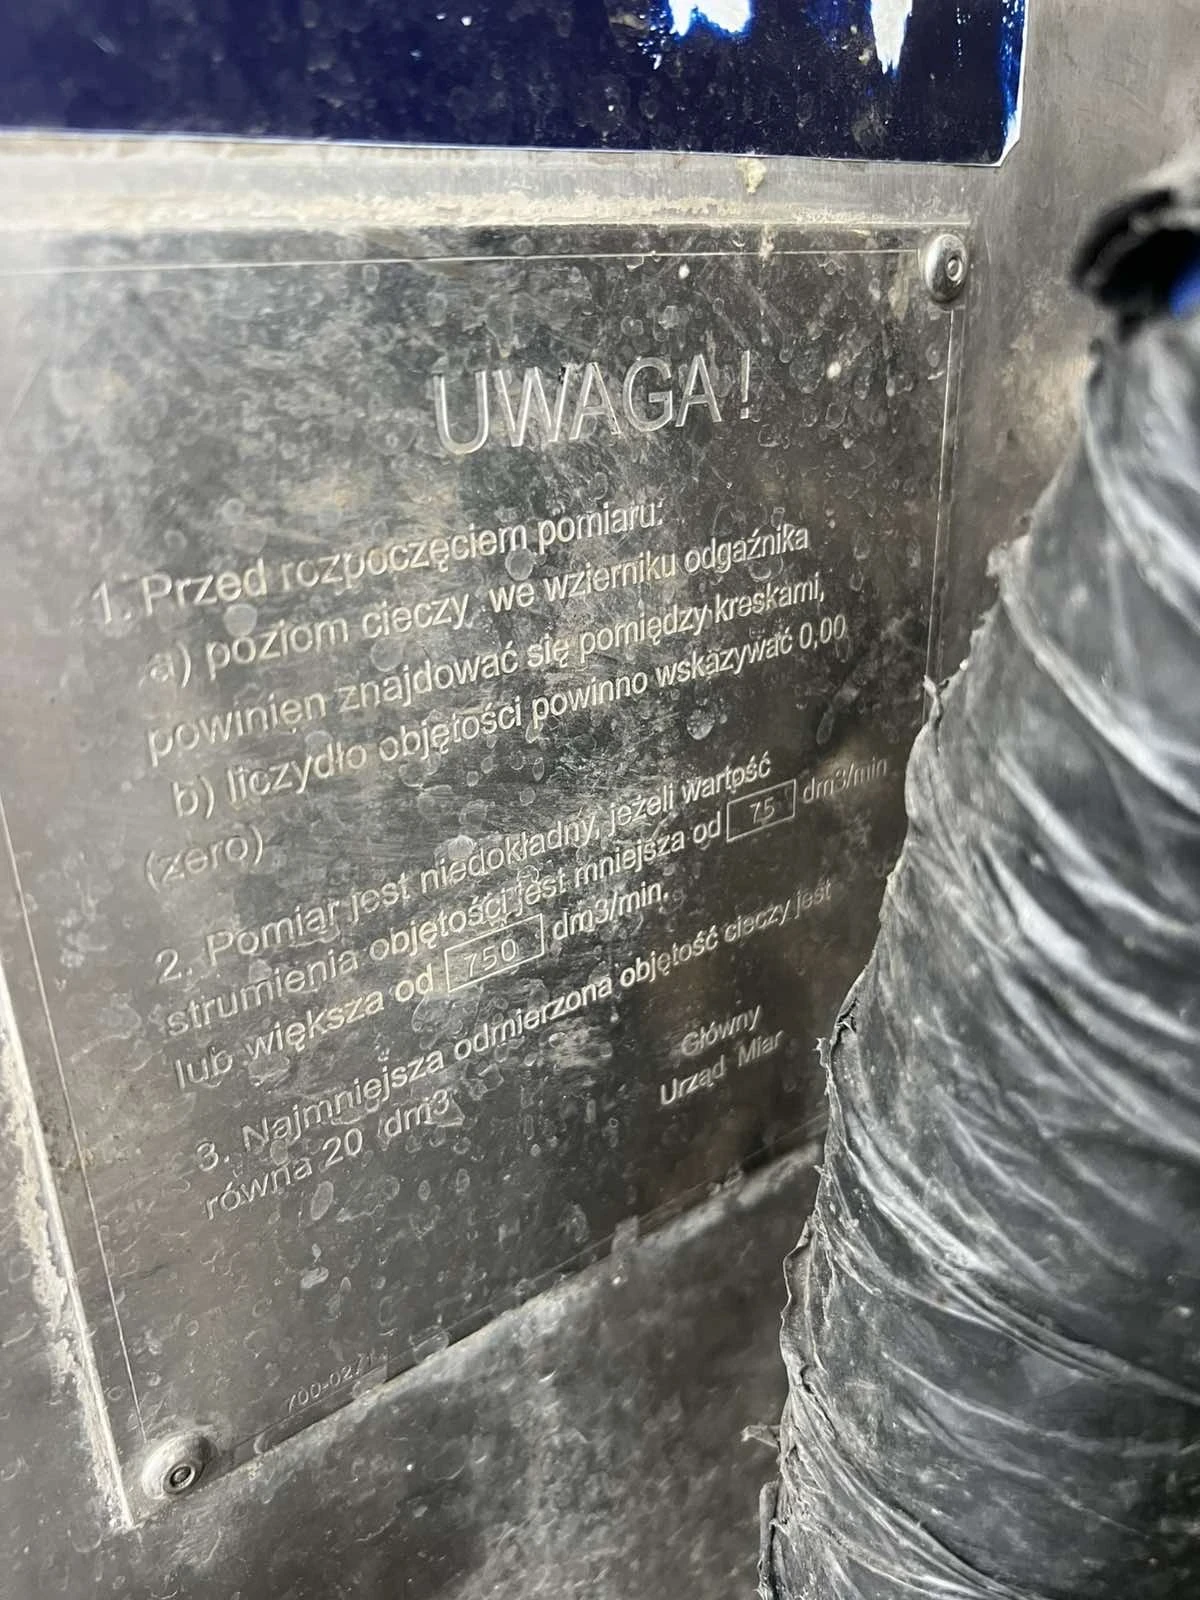 UWAGA !
1. Przed rozpoczęciem pomiaru:
a) poziom cieczy we wzierniku odgaźnika
powinien znajdować się pomiędzy kreskami,
b) liczydło objętości powinno wskazywać 0,00
(zero)
2. Pomiar jest niedokładny, jeżeli wartość
strumienia objętości jest mniejsza od 75 dm3/min
lub większa od 750 dm3/min.
3. Najmniejsza odmierzona objętość cieczy jest
równa 20 dm3
Główny
Urząd Miar
700-0271